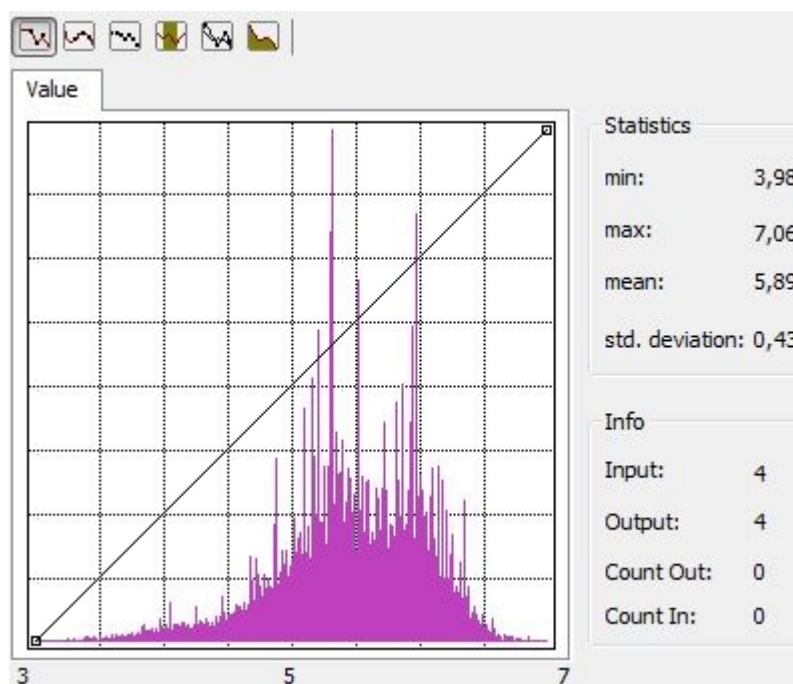 Value
Statistics
min: 3,98
max: 7,06
mean: 5,89
std. deviation: 0,43
Info
Input: 4
Output: 4
Count Out: 0
Count In: 0
3 5 7